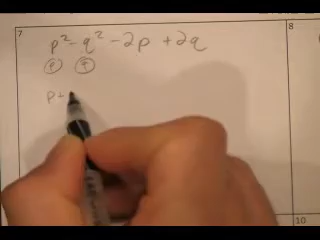 7
8
p² - q² - 2p + 2q
p q
p +
10